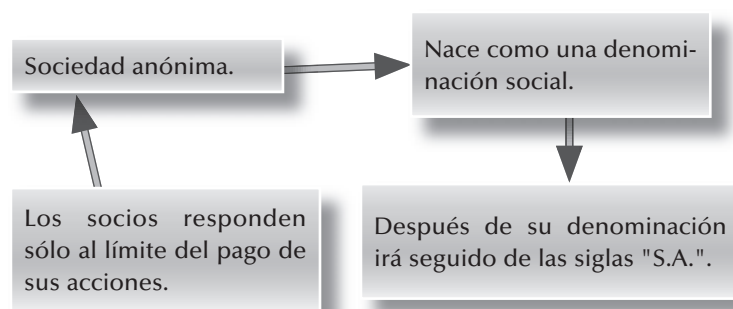 Sociedad anónima.
Nace como una denomi-
nación social.
Los socios responden
sólo al límite del pago de
sus acciones.
Después de su denominación
irá seguido de las siglas "S.A.".